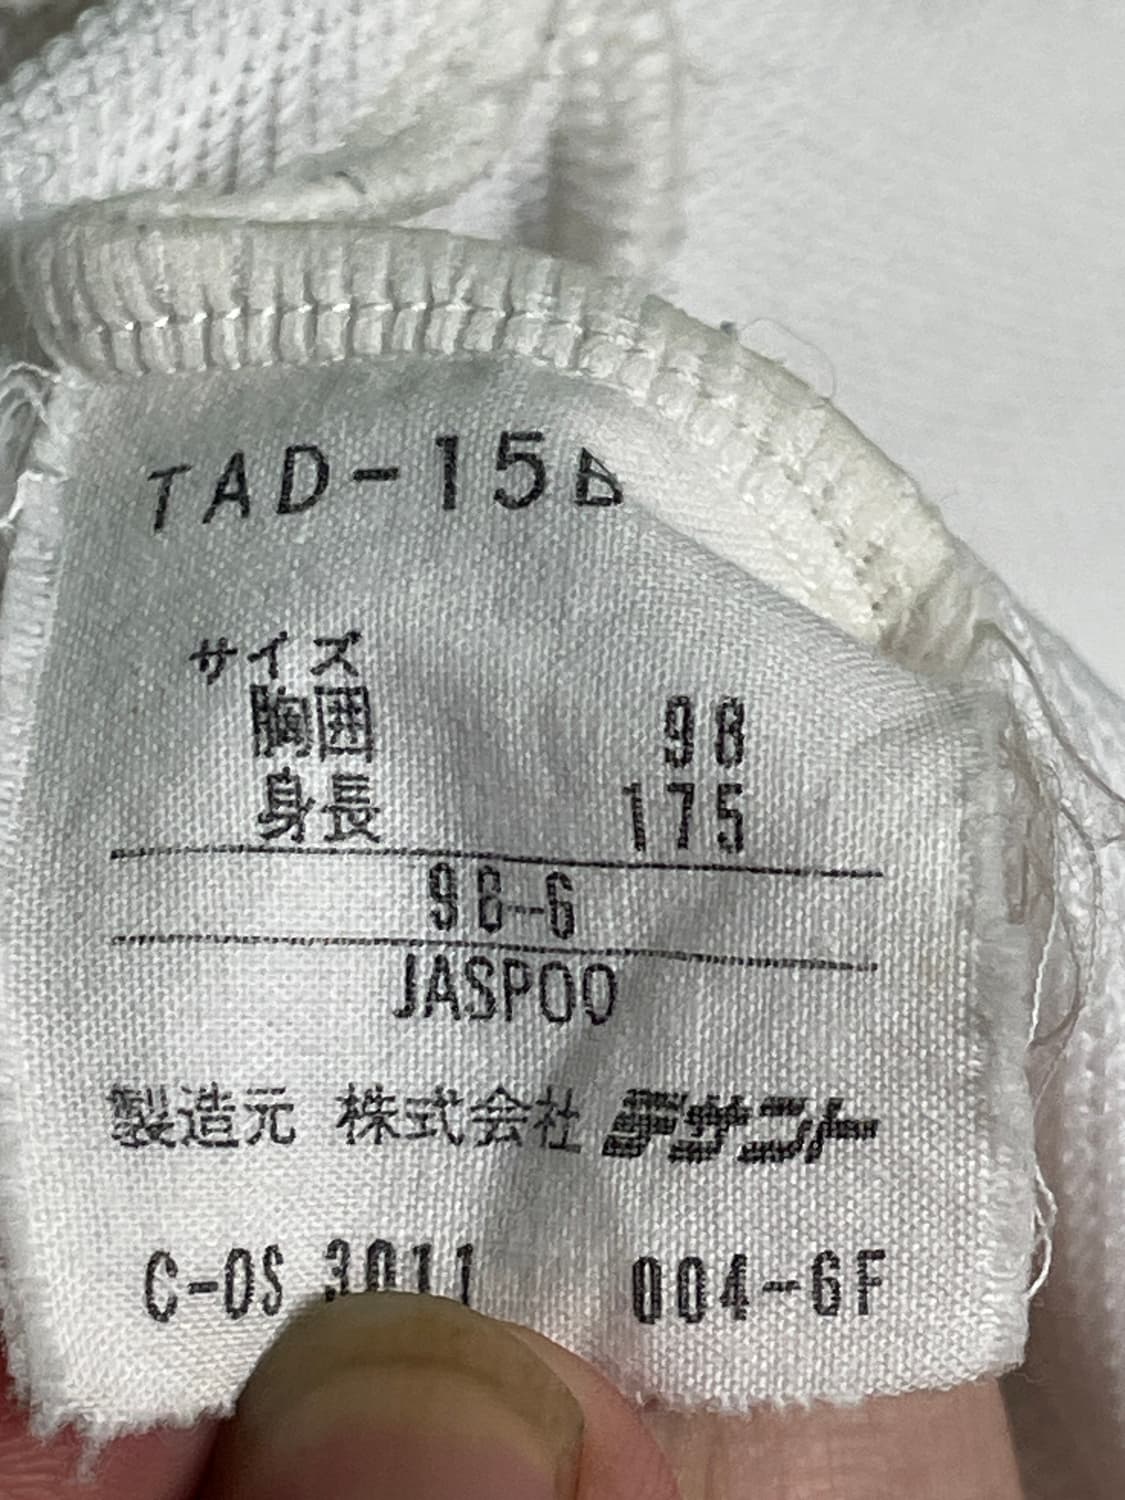 TAD-15
サイズ
胸囲 98
身長 175
98-6
JASPOO
製造元 株式会社 デサント
C-OS 3011 004-6F